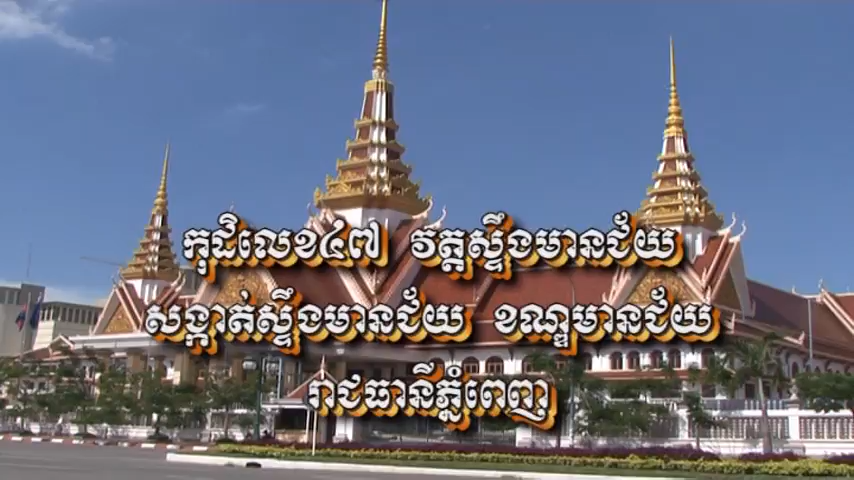 កុដិលេខ៤៧ វត្តស្ទឹងមានជ័យ
សង្កាត់ស្ទឹងមានជ័យ ខណ្ឌមានជ័យ
រាជធានីភ្នំពេញ